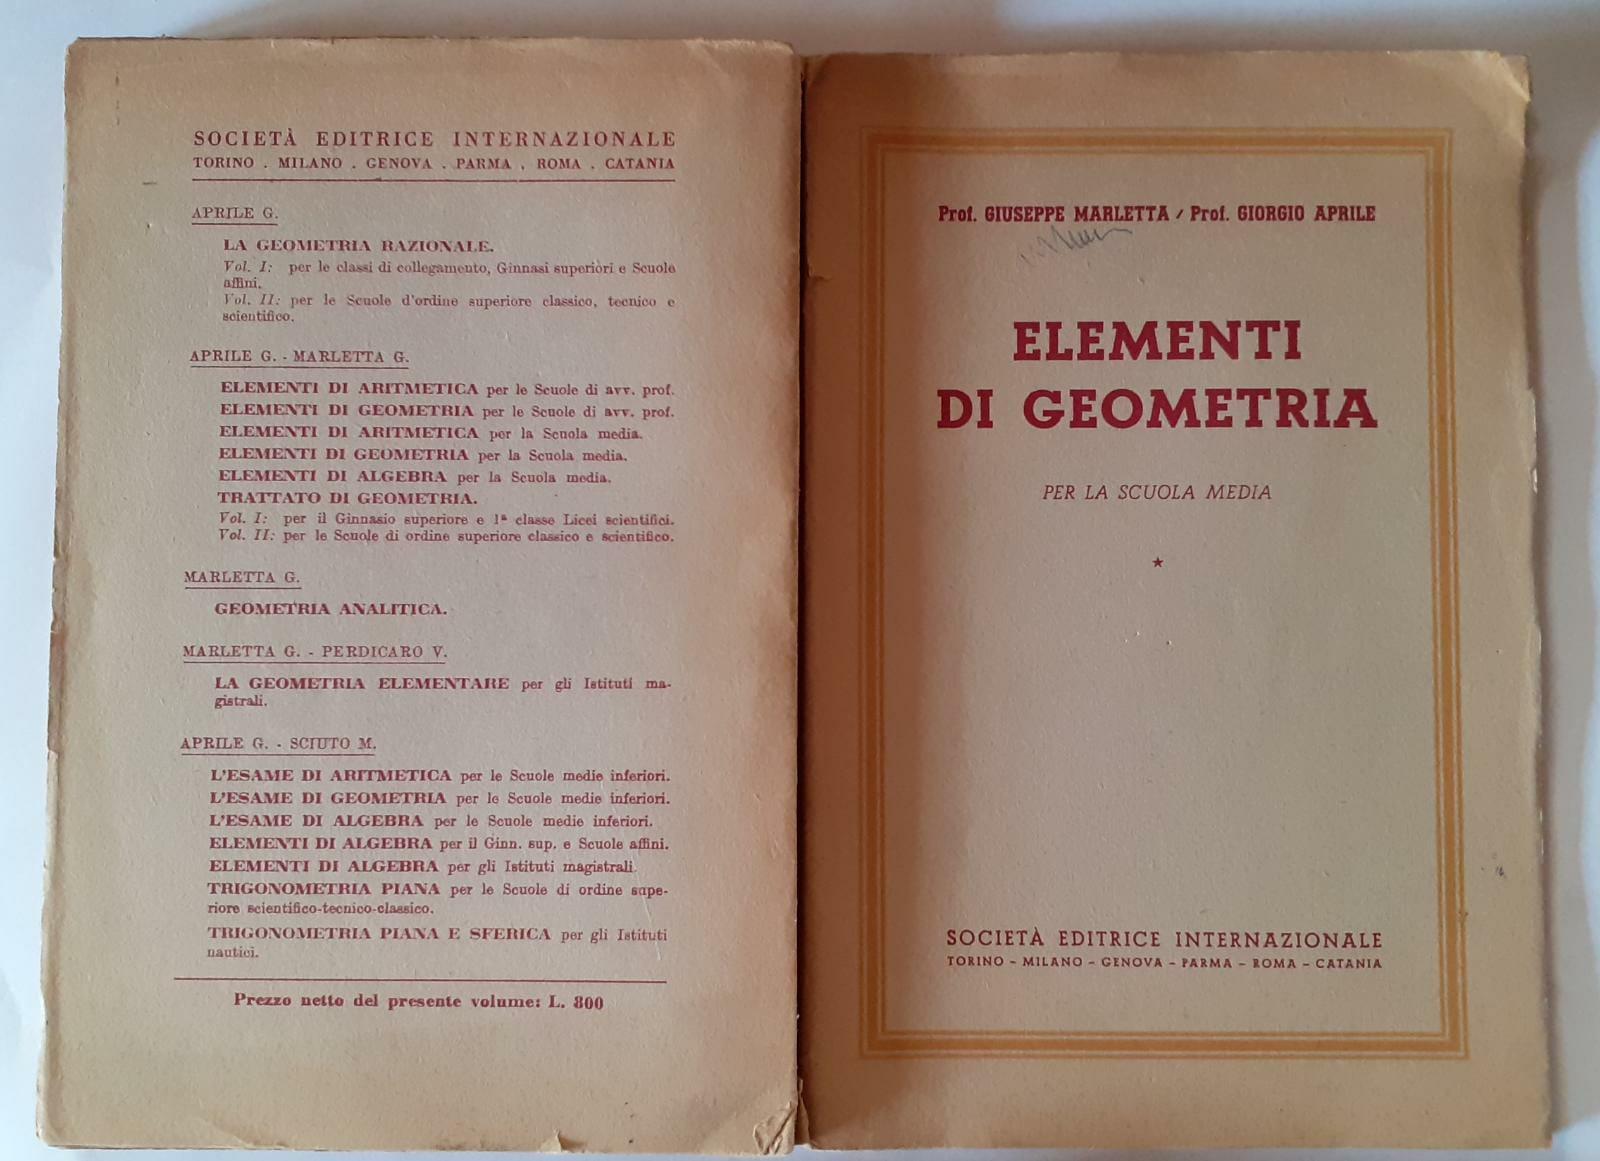 SOCIETÀ EDITRICE INTERNAZIONALE
TORINO . MILANO . GENOVA . PARMA . ROMA . CATANIA
APRILE G.
LA GEOMETRIA RAZIONALE.
Vol. I: per le classi di collegamento, Ginnasi superiori e Scuole
affini.
Vol. II: per le Scuole d'ordine superiore classico, tecnico e
scientifico.
APRILE G. - MARLETTA G.
ELEMENTI DI ARITMETICA per le Scuole di avv. prof.
ELEMENTI DI GEOMETRIA per le Scuole di avv. prof.
ELEMENTI DI ARITMETICA per la Scuola media.
ELEMENTI DI GEOMETRIA per la Scuola media.
ELEMENTI DI ALGEBRA per la Scuola media.
TRATTATO DI GEOMETRIA.
Vol. I: per il Ginnasio superiore e 1ª classe Licei scientifici.
Vol. II: per le Scuole di ordine superiore classico e scientifico.
MARLETTA G.
GEOMETRIA ANALITICA.
MARLETTA G. - PERDICARO V.
LA GEOMETRIA ELEMENTARE per gli Istituti ma-
gistrali.
APRILE G. - SCIUTO M.
L'ESAME DI ARITMETICA per le Scuole medie inferiori.
L'ESAME DI GEOMETRIA per le Scuole medie inferiori.
L'ESAME DI ALGEBRA per le Scuole medie inferiori.
ELEMENTI DI ALGEBRA per il Ginn. sup. e Scuole affini.
ELEMENTI DI ALGEBRA per gli Istituti magistrali.
TRIGONOMETRIA PIANA per le Scuole di ordine supe-
riore scientifico-tecnico-classico.
TRIGONOMETRIA PIANA E SFERICA per gli Istituti
nautici.
Prezzo netto del presente volume: L. 800
Prof. GIUSEPPE MARLETTA / Prof. GIORGIO APRILE
ELEMENTI
DI GEOMETRIA
PER LA SCUOLA MEDIA
★
SOCIETÀ EDITRICE INTERNAZIONALE
TORINO - MILANO - GENOVA - PARMA - ROMA - CATANIA